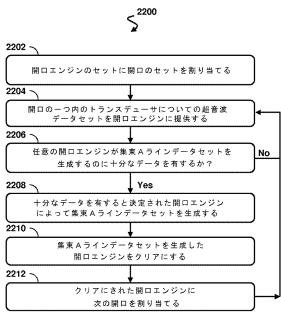 2200
2202
開口エンジンのセットに開口のセットを割り当てる
2204
開口の一つ内のトランスデューサについての超音波
データセットを開口エンジンに提供する
2206
任意の開口エンジンが集束Aラインデータセットを
生成するのに十分なデータを有するか?
No
Yes
2208
十分なデータを有すると決定された開口エンジン
によって集束Aラインデータセットを生成する
2210
集束Aラインデータセットを生成した
開口エンジンをクリアにする
2212
クリアにされた開口エンジンに
次の開口を割り当てる